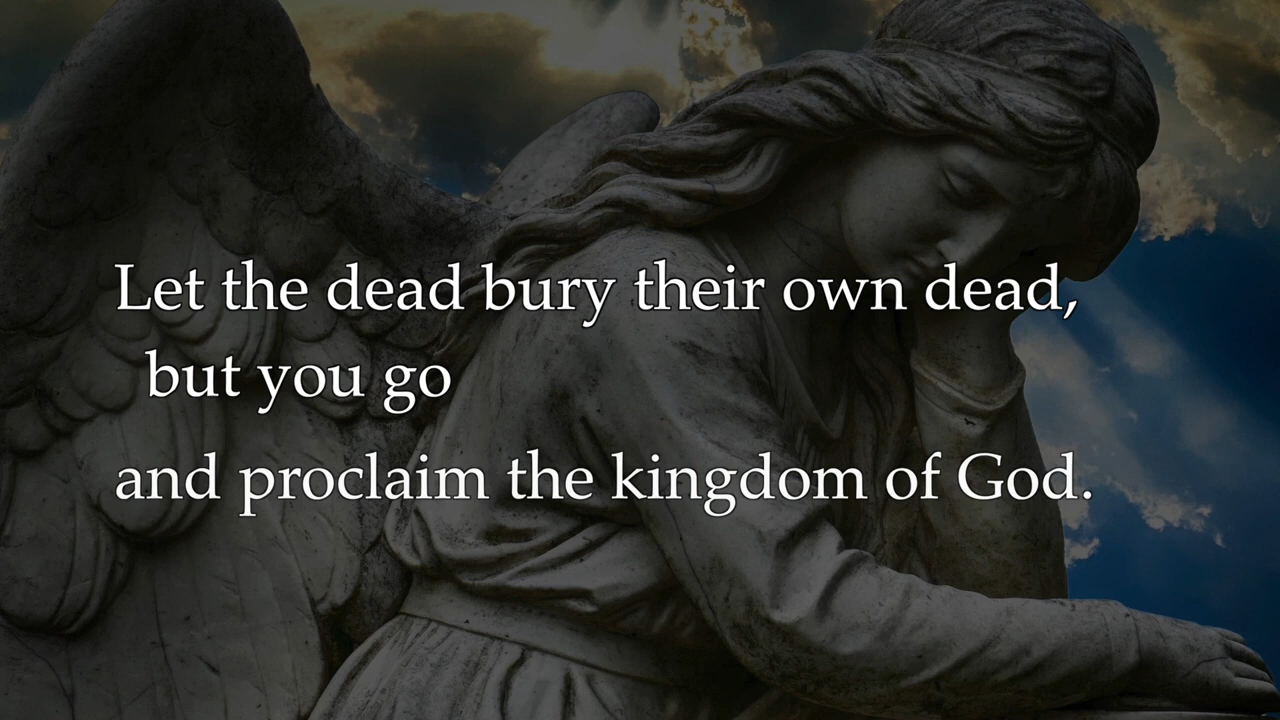 Let the dead bury their own dead,
but you go
and proclaim the kingdom of God.